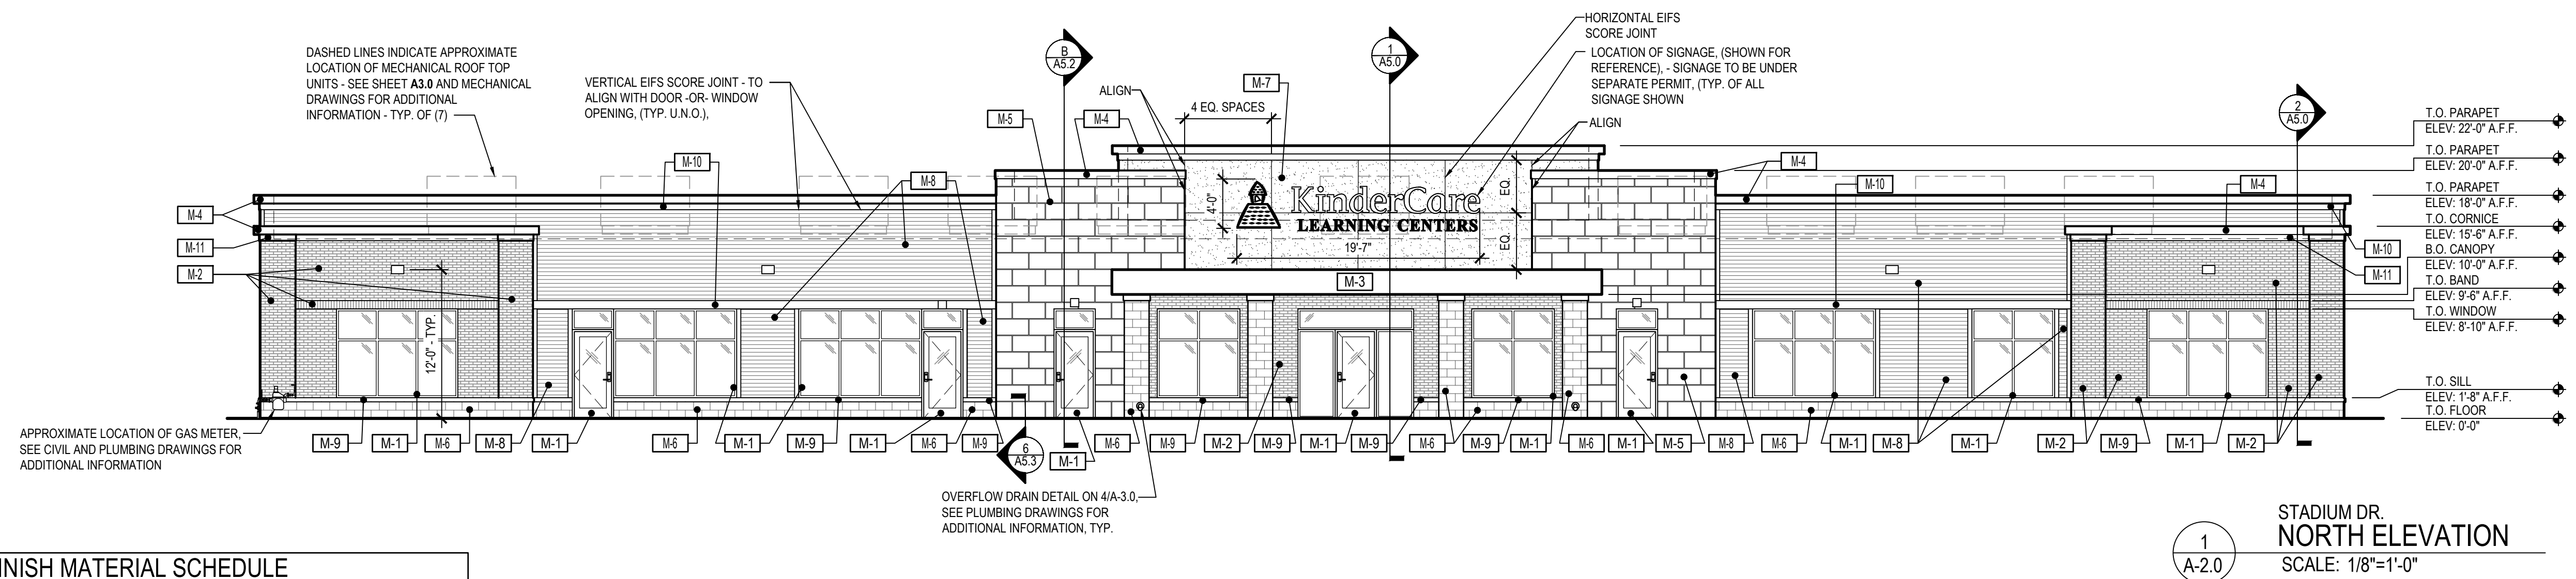 DASHED LINES INDICATE APPROXIMATE
LOCATION OF MECHANICAL ROOF TOP
UNITS - SEE SHEET A3.0 AND MECHANICAL
DRAWINGS FOR ADDITIONAL
INFORMATION - TYP. OF (7)
VERTICAL EIFS SCORE JOINT - TO
ALIGN WITH DOOR -OR- WINDOW
OPENING, (TYP. U.N.O.),
B
A5.2
1
A5.0
HORIZONTAL EIFS
SCORE JOINT
LOCATION OF SIGNAGE, (SHOWN FOR
REFERENCE), - SIGNAGE TO BE UNDER
SEPARATE PERMIT, (TYP. OF ALL
SIGNAGE SHOWN
ALIGN
M-7
4 EQ. SPACES
ALIGN
M-5
M-4
M-10
M-8
M-4
M-10
M-4
2
A5.0
T.O. PARAPET
ELEV: 22'-0" A.F.F.
T.O. PARAPET
ELEV: 20'-0" A.F.F.
T.O. PARAPET
ELEV: 18'-0" A.F.F.
T.O. CORNICE
ELEV: 15'-6" A.F.F.
B.O. CANOPY
ELEV: 10'-0" A.F.F.
T.O. BAND
ELEV: 9'-6" A.F.F.
T.O. WINDOW
ELEV: 8'-10" A.F.F.
T.O. SILL
ELEV: 1'-8" A.F.F.
T.O. FLOOR
ELEV: 0'-0"
M-4
M-11
M-2
M-10
M-11
4'-0"
KinderCare
LEARNING CENTERS
19'-7"
EQ.
EQ.
M-3
M-10
M-10
12'-0" - TYP.
APPROXIMATE LOCATION OF GAS METER,
SEE CIVIL AND PLUMBING DRAWINGS FOR
ADDITIONAL INFORMATION
M-9 M-1 M-6 M-8 M-1 M-6 M-1 M-9 M-1 M-6 M-9 M-6 M-9 M-2 M-9 M-1 M-9 M-6 M-9 M-1 M-6 M-1 M-5 M-8 M-6 M-1 M-8 M-1 M-2 M-9 M-1 M-2
6
A5.3
M-1
OVERFLOW DRAIN DETAIL ON 4/A-3.0,
SEE PLUMBING DRAWINGS FOR
ADDITIONAL INFORMATION, TYP.
1
A-2.0
STADIUM DR.
NORTH ELEVATION
SCALE: 1/8"=1'-0"
INISH MATERIAL SCHEDULE